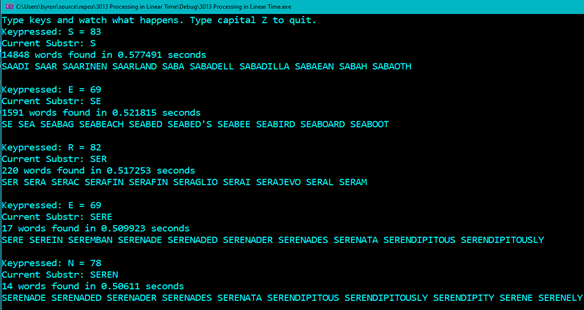 C:\Users\byron\source\repos\3013 Processing in Linear Time\Debug\3013 Processing in Linear Time.exe
Type keys and watch what happens. Type capital Z to quit.
Keypressed: S = 83
Current Substr: S
14848 words found in 0.577491 seconds
SAADI SAAR SAARINEN SAARLAND SABA SABADELL SABADILLA SABAEAN SABAH SABAOTH
Keypressed: E = 69
Current Substr: SE
1591 words found in 0.521815 seconds
SE SEA SEABAG SEABEACH SEABED SEABED'S SEABEE SEABIRD SEABOARD SEABOOT
Keypressed: R = 82
Current Substr: SER
220 words found in 0.517253 seconds
SER SERA SERAC SERAFIN SERAFIN SERAGLIO SERAI SERAJEVO SERAL SERAM
Keypressed: E = 69
Current Substr: SERE
17 words found in 0.509923 seconds
SERE SEREIN SEREMBAN SERENADE SERENADED SERENADER SERENADES SERENATA SERENDIPITOUS SERENDIPITOUSLY
Keypressed: N = 78
Current Substr: SEREN
14 words found in 0.50611 seconds
SERENADE SERENADED SERENADER SERENADES SERENATA SERENDIPITOUS SERENDIPITOUSLY SERENDIPITY SERENE SERENELY